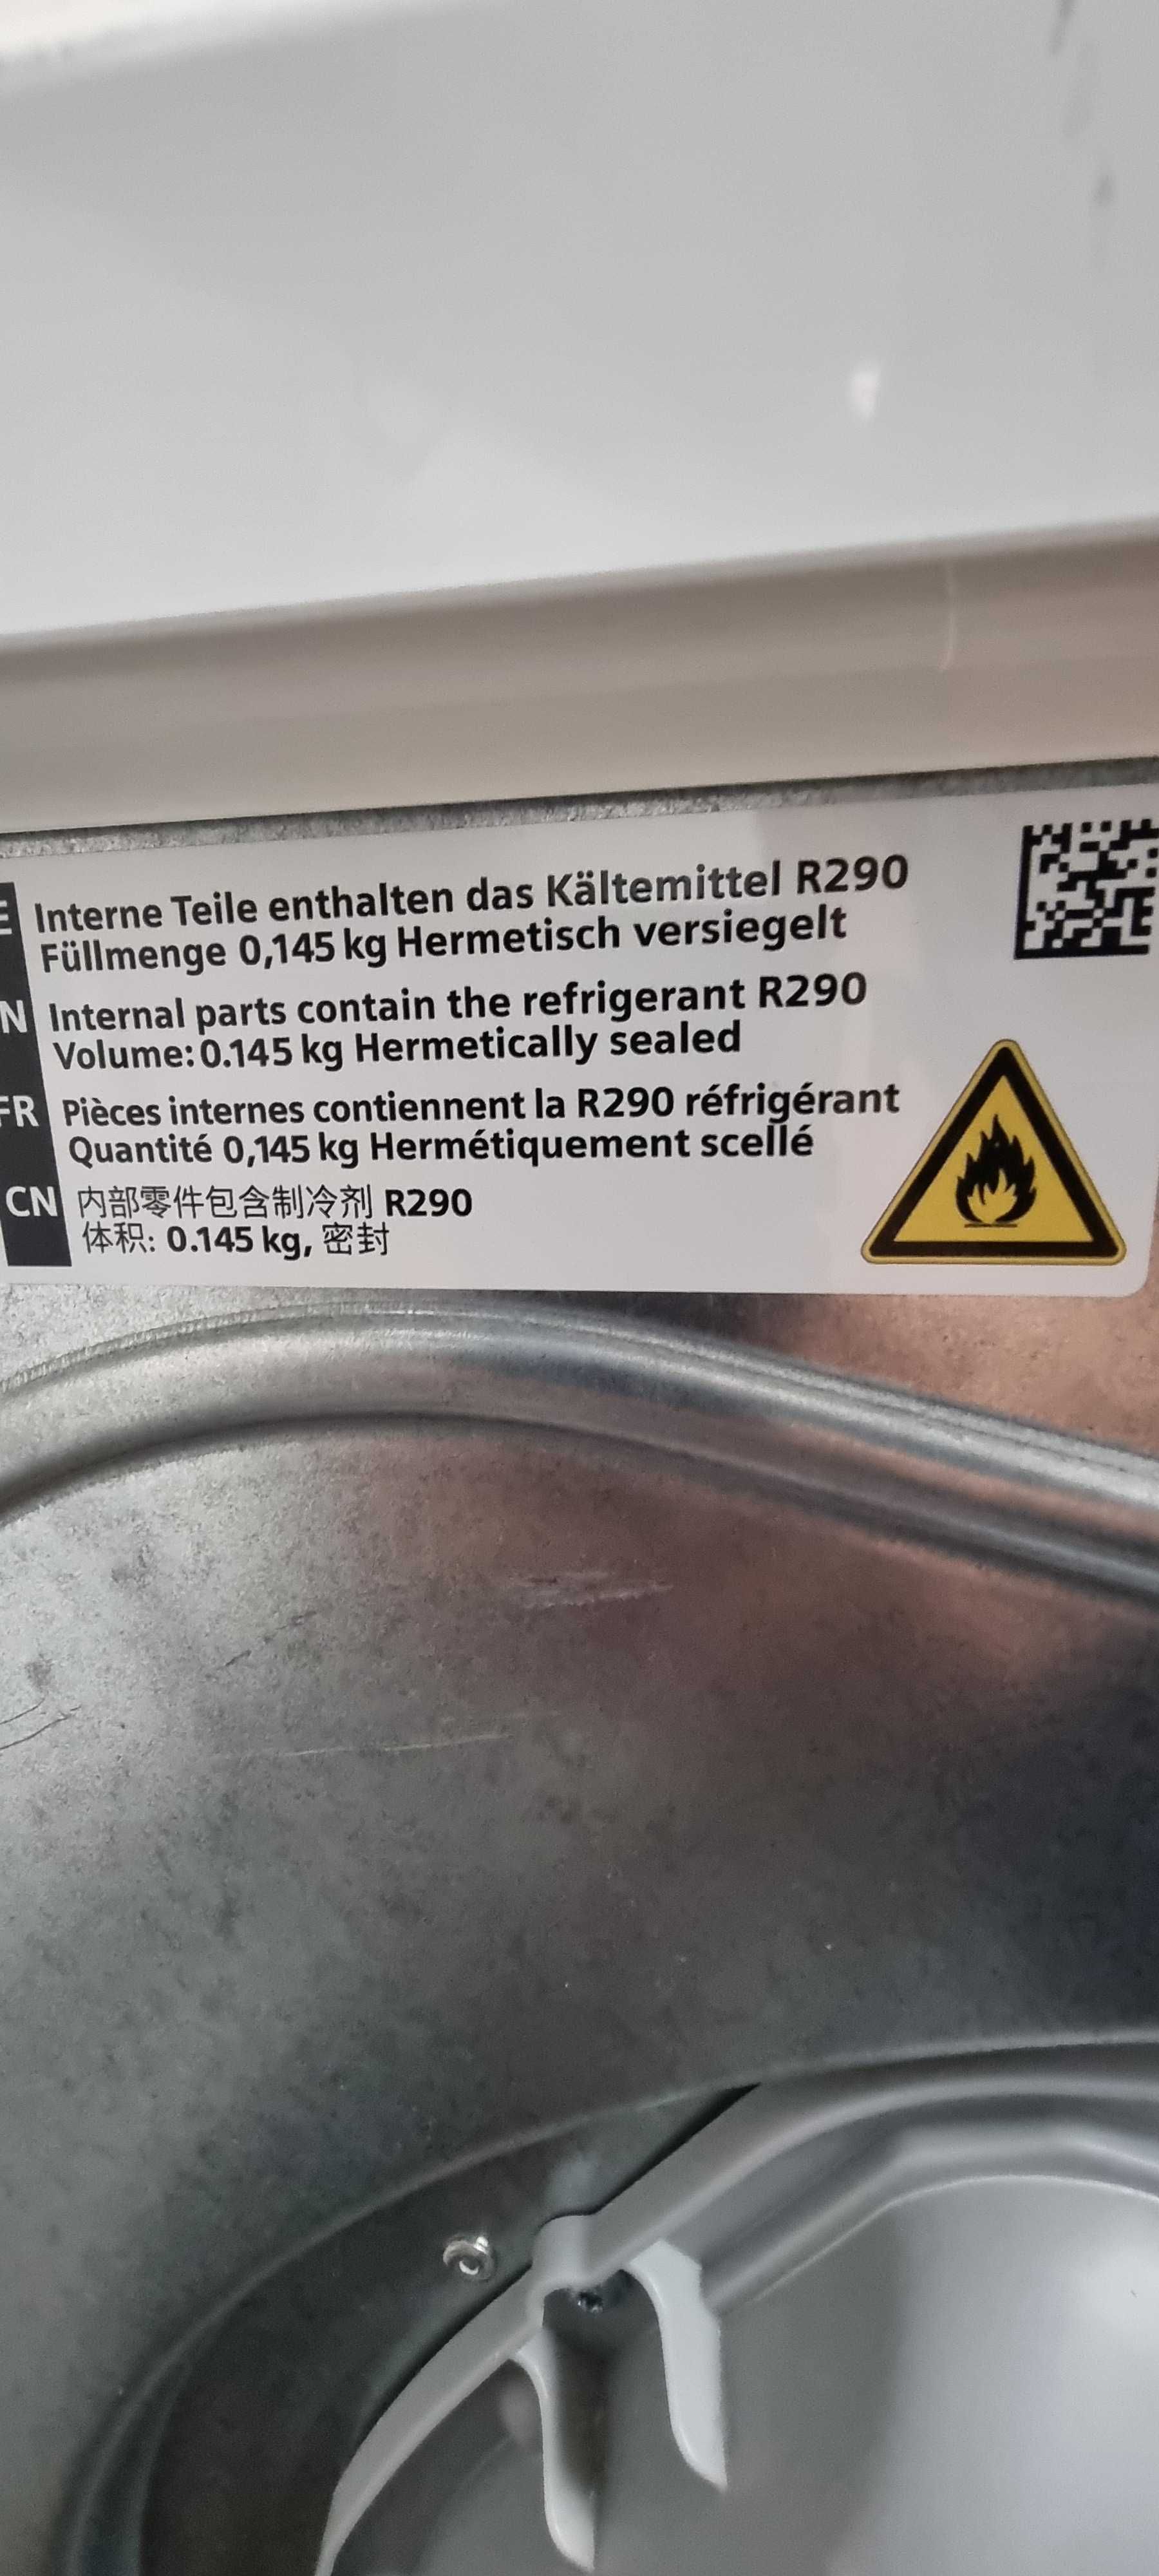 E Interne Teile enthalten das Kältemittel R290
Füllmenge 0,145 kg Hermetisch versiegelt
N Internal parts contain the refrigerant R290
Volume: 0.145 kg Hermetically sealed
FR Pièces internes contiennent la R290 réfrigérant
Quantité 0,145 kg Hermétiquement scellé
CN 内部零件包含制冷剂 R290
体积: 0.145 kg, 密封